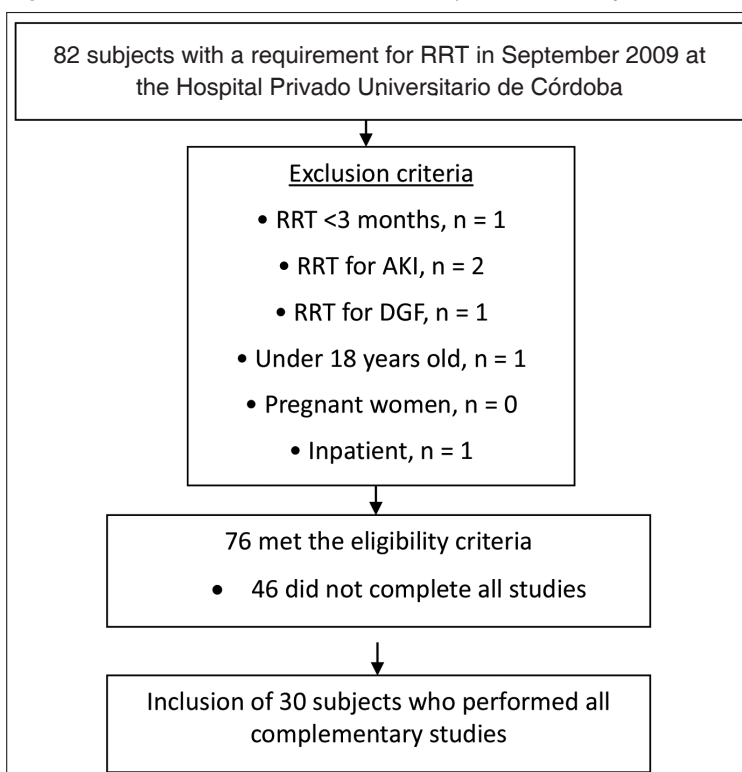 82 subjects with a requirement for RRT in September 2009 at
the Hospital Privado Universitario de Córdoba
Exclusion criteria
• RRT <3 months, n = 1
• RRT for AKI, n = 2
• RRT for DGF, n = 1
• Under 18 years old, n = 1
• Pregnant women, n = 0
• Inpatient, n = 1
76 met the eligibility criteria
• 46 did not complete all studies
Inclusion of 30 subjects who performed all
complementary studies